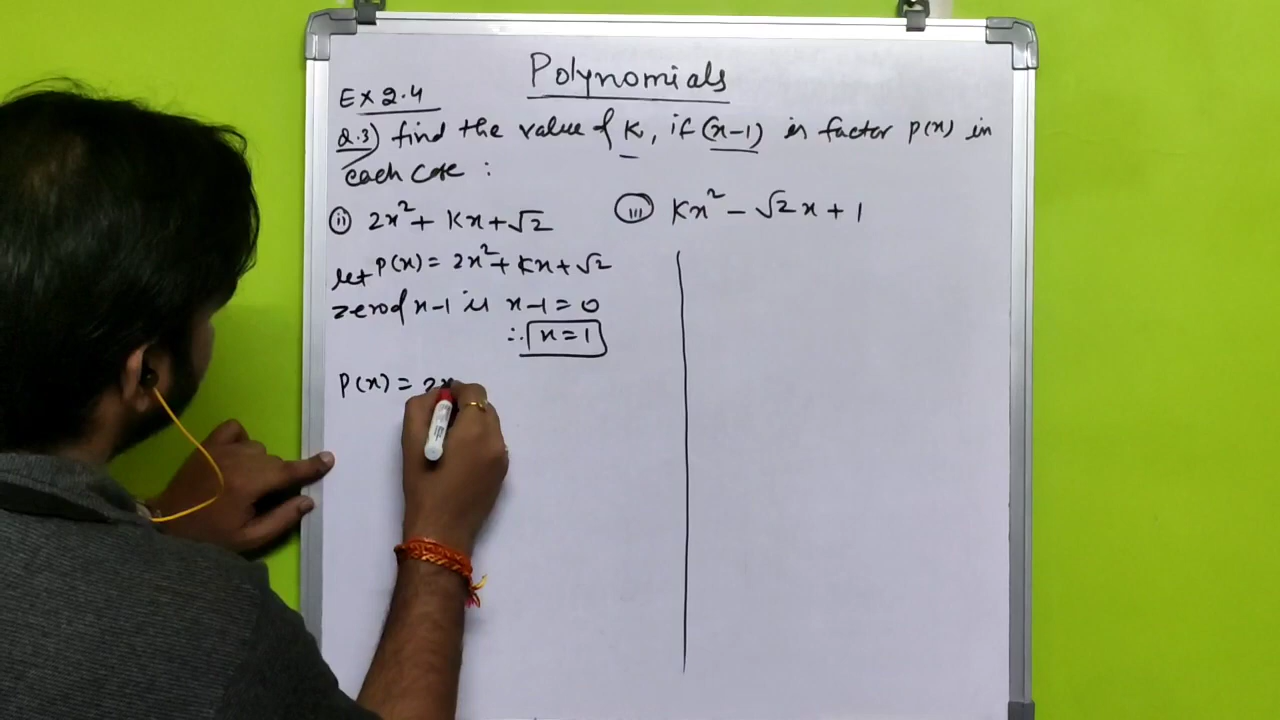 Polynomials
Ex 2.4
Q.3) find the value of K, if (x-1) is factor p(x) in
each case :
(ii) 2x² + Kx + √2
(iii) Kx² - √2x + 1
let P(x) = 2x² + Kx + √2
zero of x-1 is x-1=0
∴ x=1
P(x) = 2x